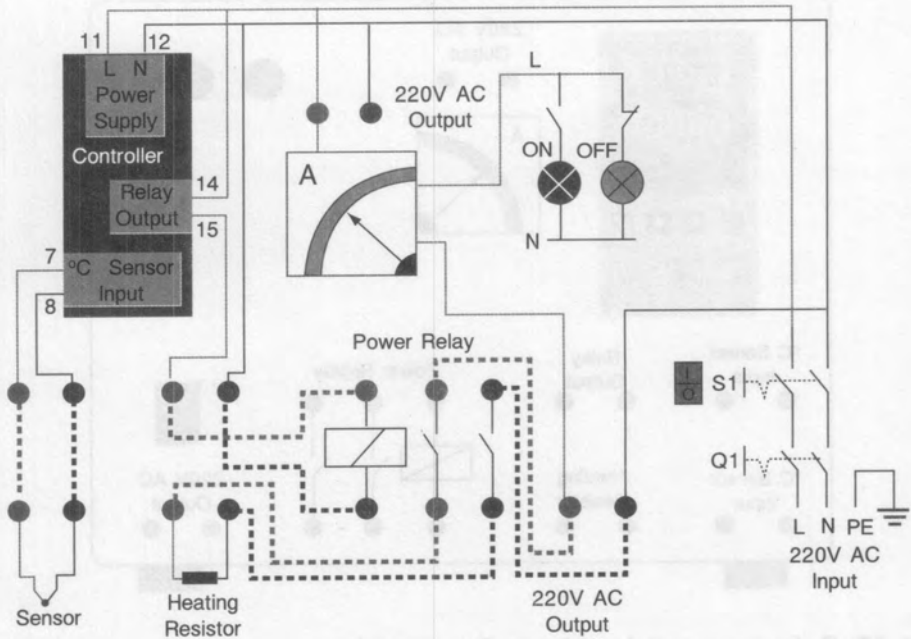 11
12
L N
Power
Supply
Controller
Relay
Output
14
15
7
8
°C Sensor
Input
220V AC
Output
A
L
ON
OFF
N
Power Relay
I
O
S1
Q1
L N PE
220V AC
Input
Sensor
Heating
Resistor
220V AC
Output